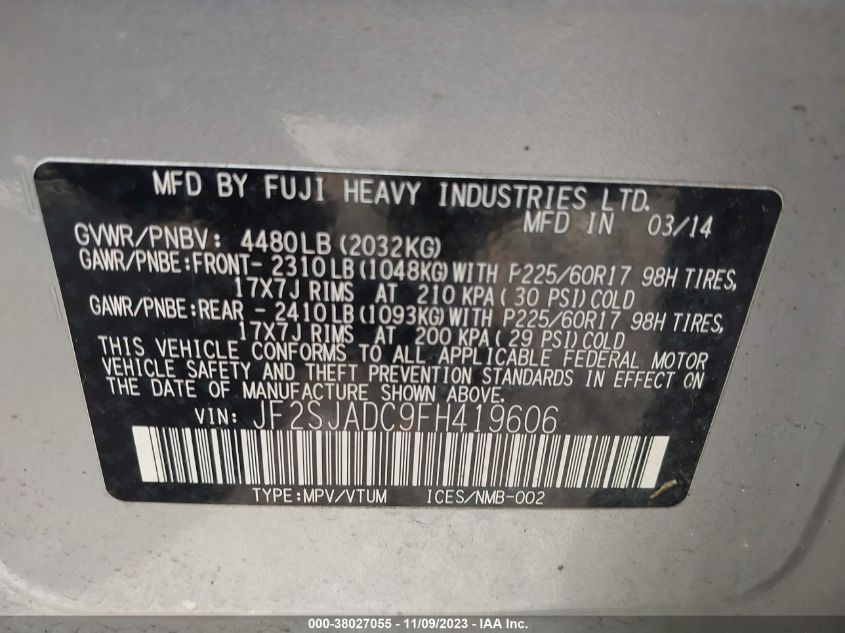 MFD BY FUJI HEAVY INDUSTRIES LTD.
MFD IN 03/14
GVWR/PNBV: 4480LB(2032KG)
GAWR/PNBE:FRONT- 2310LB(1048KG)WITH P225/60R17 98H TIRES,
17X7J RIMS AT 210 KPA(30 PSI)COLD
GAWR/PNBE:REAR - 2410LB(1093KG)WITH P225/60R17 98H TIRES,
17X7J RIMS AT 200 KPA(29 PSI)COLD
THIS VEHICLE CONFORMS TO ALL APPLICABLE FEDERAL MOTOR
VEHICLE SAFETY AND THEFT PREVENTION STANDARDS IN EFFECT ON
THE DATE OF MANUFACTURE SHOWN ABOVE.
VIN: JF2SJADC9FH419606
TYPE:MPV/VTUM ICES/NMB-002
000-38027055 - 11/09/2023 - IAA Inc.